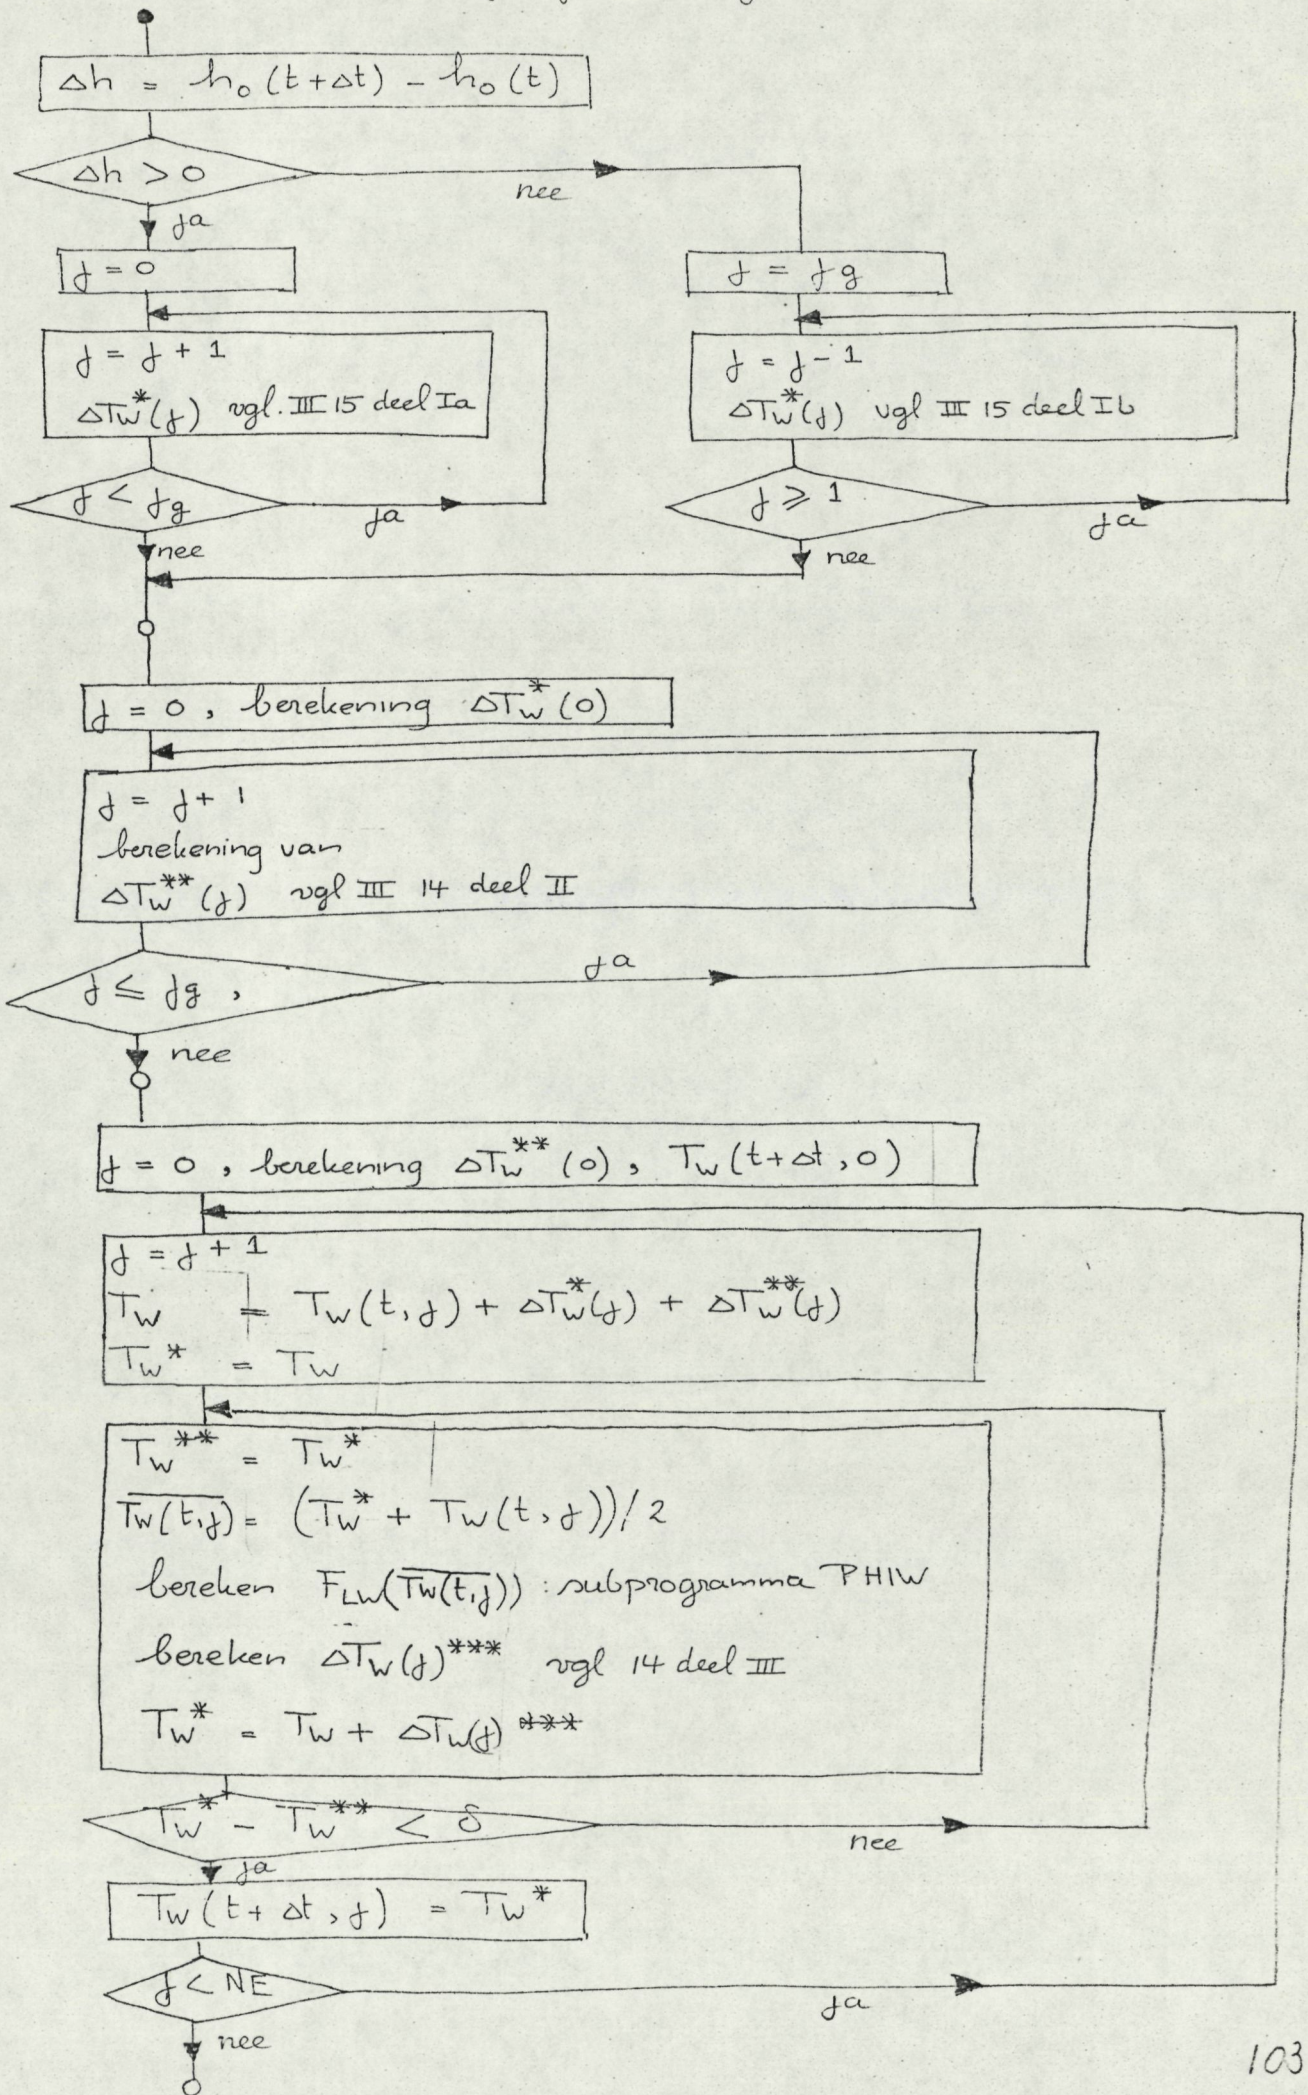 Δh = h₀(t+Δt) - h₀(t)
Δh > 0
nee
ja
j = 0
j = jg
j = j + 1
ΔTw*(j) vgl. III 15 deel Ia
j = j - 1
ΔTw*(j) vgl III 15 deel Ib
j < jg
ja
nee
j ≥ 1
ja
nee
j = 0 , berekening ΔTw*(0)
j = j + 1
berekening van
ΔTw**(j) vgl III 14 deel II
j ≤ jg ,
ja
nee
j = 0 , berekening ΔTw**(0), Tw(t+Δt,0)
j = j + 1
Tw = Tw(t,j) + ΔTw*(j) + ΔTw**(j)
Tw* = Tw
Tw** = Tw*
T̅w̅(̅t̅,̅j̅)̅ = (Tw* + Tw(t,j))/2
bereken FLW(T̅w̅(̅t̅,̅j̅)̅) : subprogramma PHIW
bereken ΔTw(j)*** vgl 14 deel III
Tw* = Tw + ΔTw(j)***
Tw* - Tw** < δ
nee
ja
Tw(t+Δt,j) = Tw*
j < NE
ja
nee
103